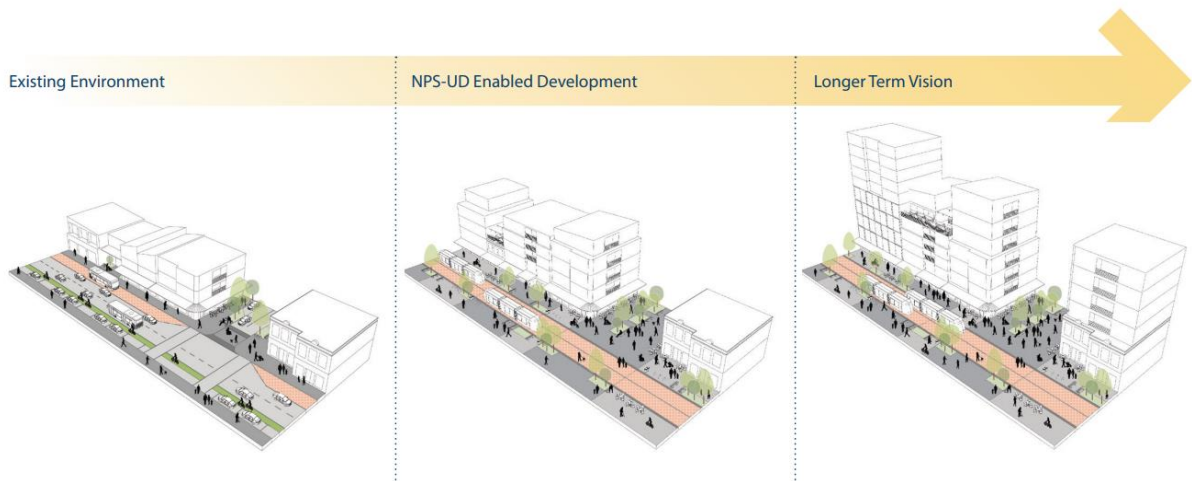 Existing Environment
NPS-UD Enabled Development
Longer Term Vision